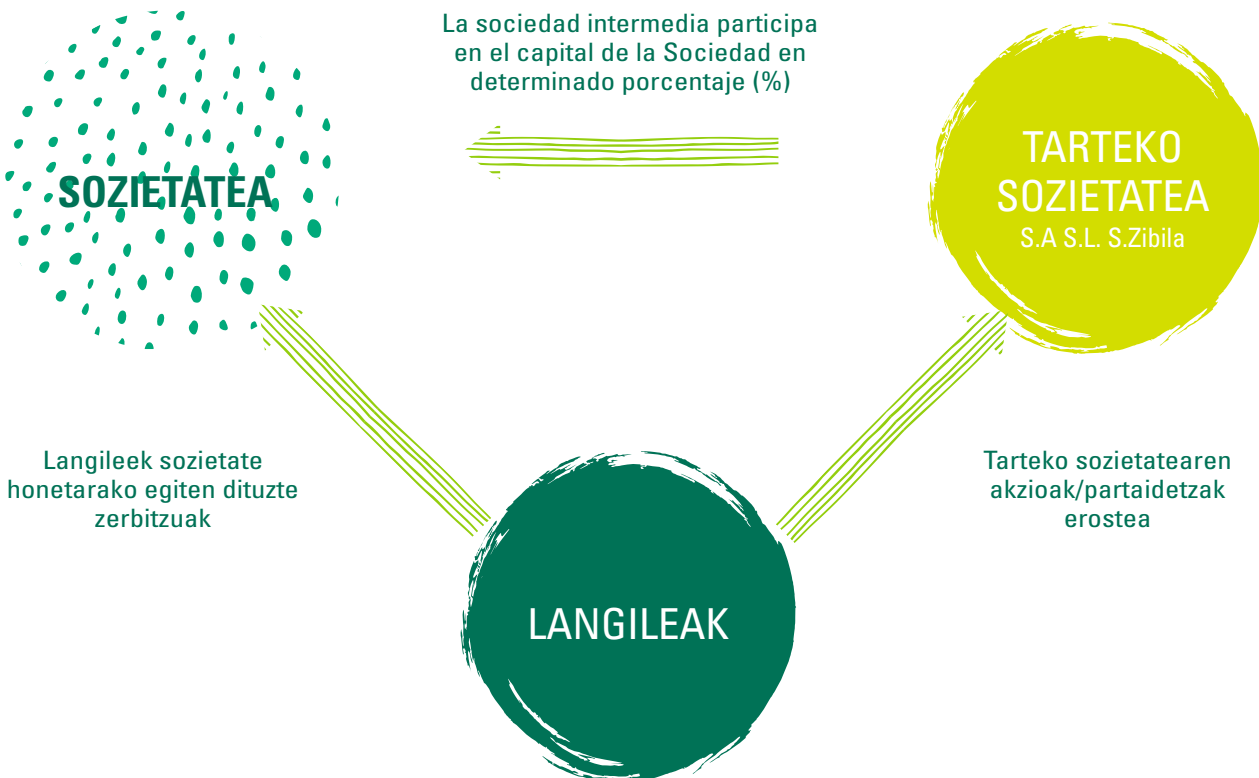 La sociedad intermedia participa
en el capital de la Sociedad en
determinado porcentaje (%)
SOZIETATEA
TARTEKO
SOZIETATEA
S.A S.L. S.Zibila
Langileek sozietate
honetarako egiten dituzte
zerbitzuak
Tarteko sozietatearen
akzioak/partaidetzak
erostea
LANGILEAK